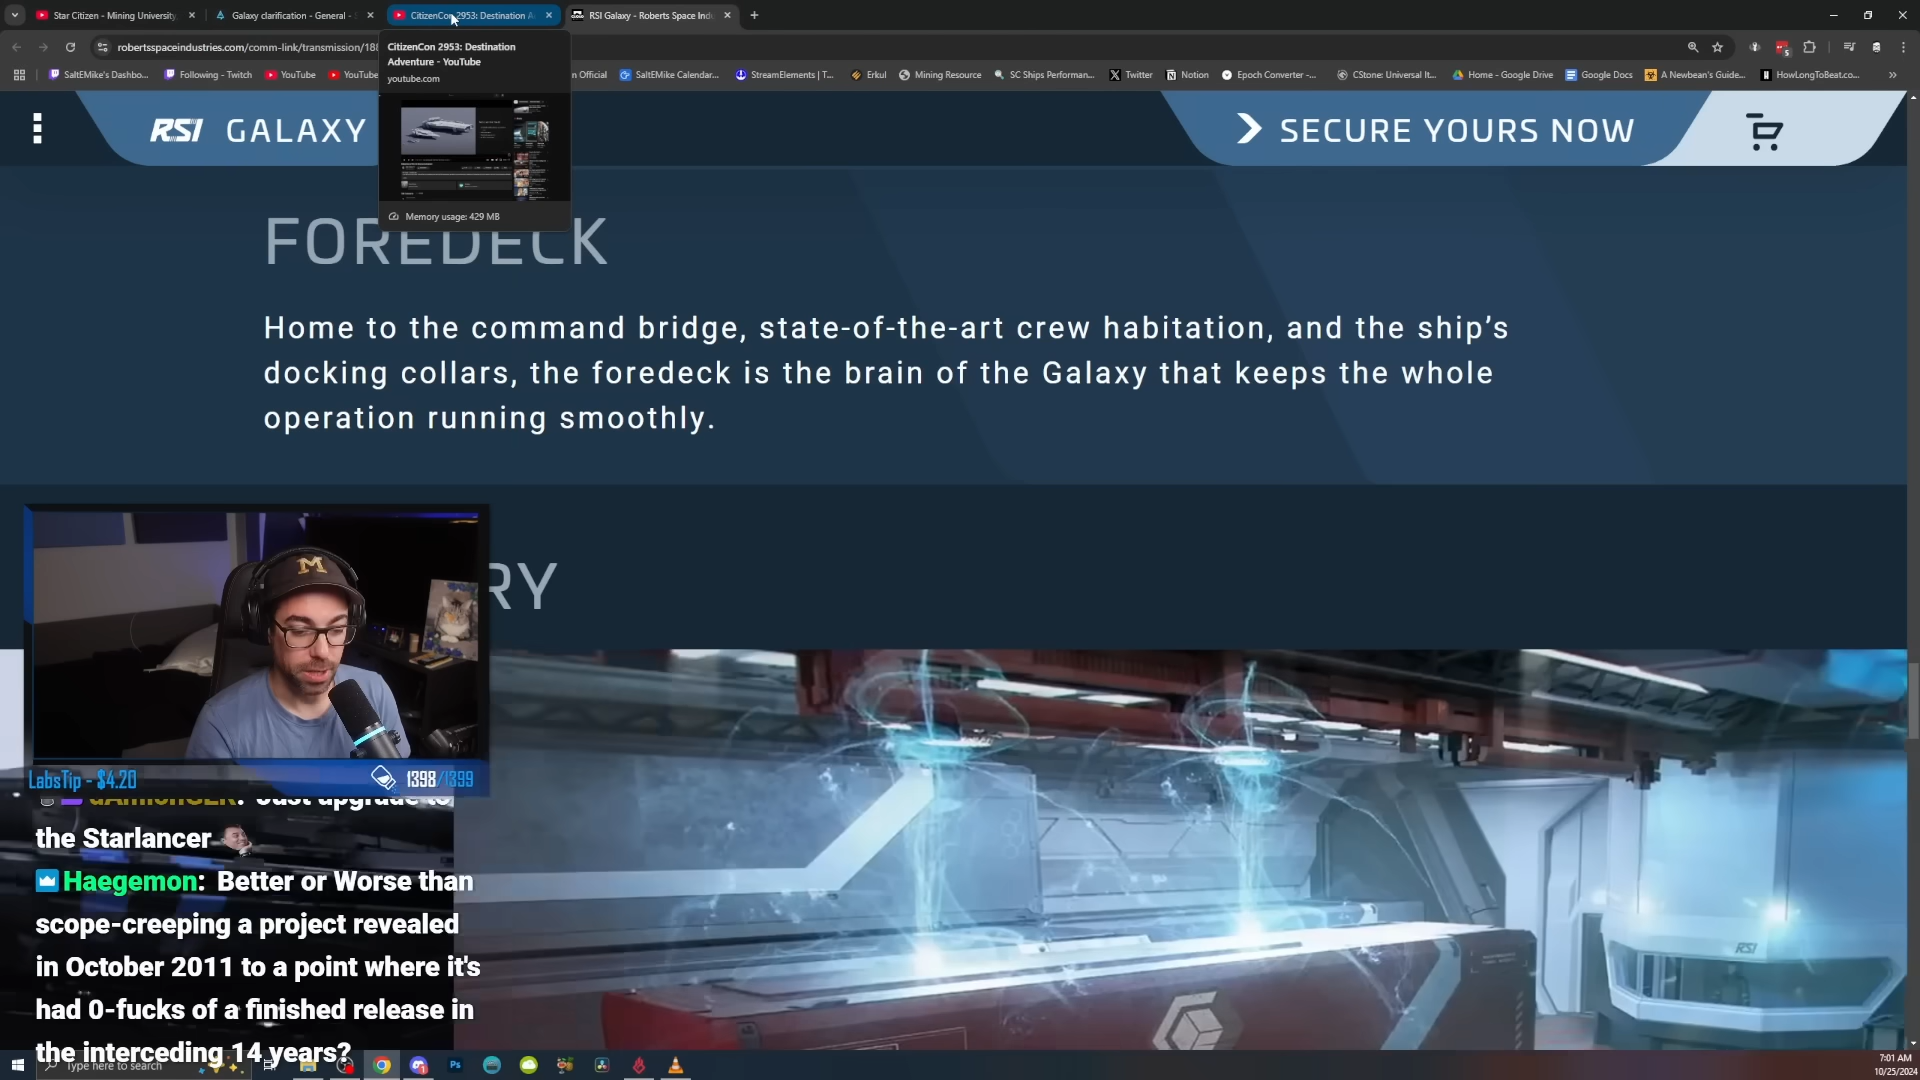 Star Citizen - Mining University
Galaxy clarification - General -
CitizenCon 2953: Destination A
RSI Galaxy - Roberts Space Ind
robertsspaceindustries.com/comm-link/transmission/18
SaltEMike's Dashbo...
Following - Twitch
YouTube
YouTube
n Official
SaltEMike Calendar...
StreamElements | T...
Erkul
Mining Resource
SC Ships Performan...
Twitter
Notion
Epoch Converter -...
CStone: Universal It...
Home - Google Drive
Google Docs
A Newbean's Guide...
HowLongToBeat.co...
CitizenCon 2953: Destination
Adventure - YouTube
youtube.com
Memory usage: 429 MB
RSI GALAXY
SECURE YOURS NOW
FOREDECK
Home to the command bridge, state-of-the-art crew habitation, and the ship's
docking collars, the foredeck is the brain of the Galaxy that keeps the whole
operation running smoothly.
RY
M
LabsTip - $4.20
1398/1399
Just upgrade to
the Starlancer
Haegemon: Better or Worse than
scope-creeping a project revealed
in October 2011 to a point where it's
had 0-fucks of a finished release in
the interceding 14 years?
RSI
Type here to search
Ps
7:01 AM
10/25/2024